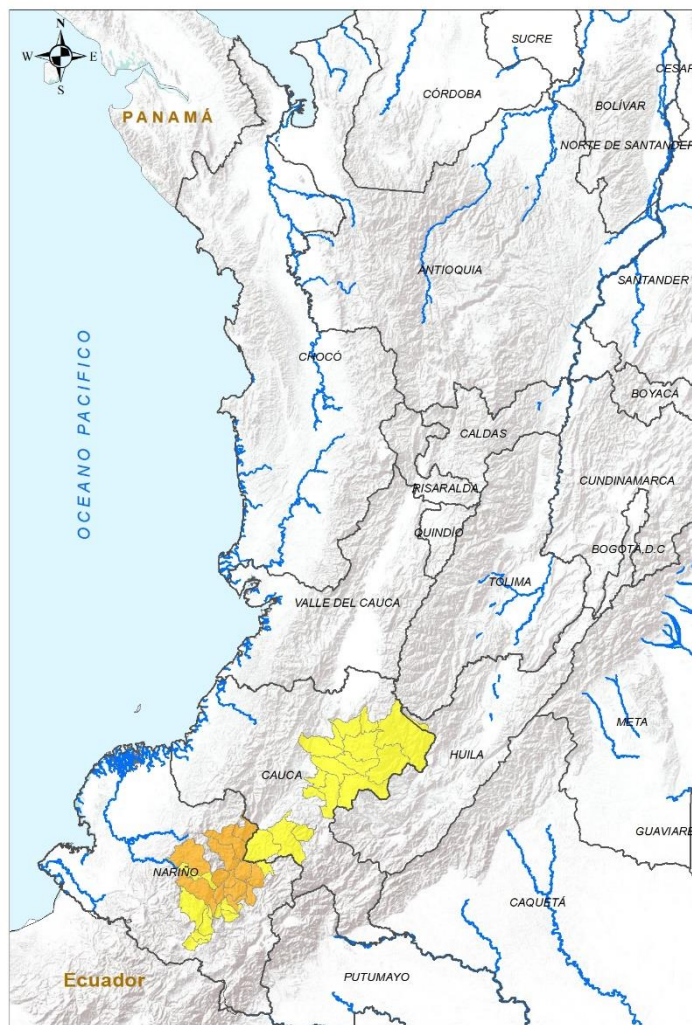 N
W E
S
SUCRE
CESAR
CÓRDOBA
BOLÍVAR
PANAMÁ
NORTE DE SANTANDER
ANTIOQUIA
SANTANDER
CHOCÓ
BOYACÁ
OCEANO PACIFICO
CALDAS
CUNDINAMARCA
RISARALDA
QUINDÍO
BOGOTÁ,D.C
TOLIMA
VALLE DEL CAUCA
META
HUILA
CAUCA
GUAVIARE
NARIÑO
CAQUETÁ
PUTUMAYO
Ecuador